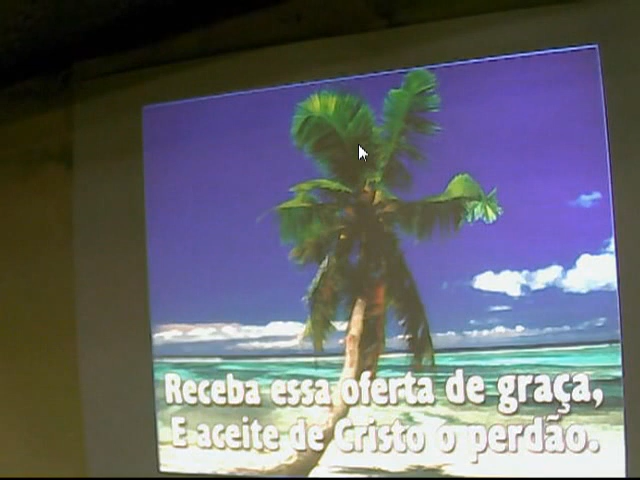 Receba essa oferta de graça,
E aceite de Cristo o perdão.